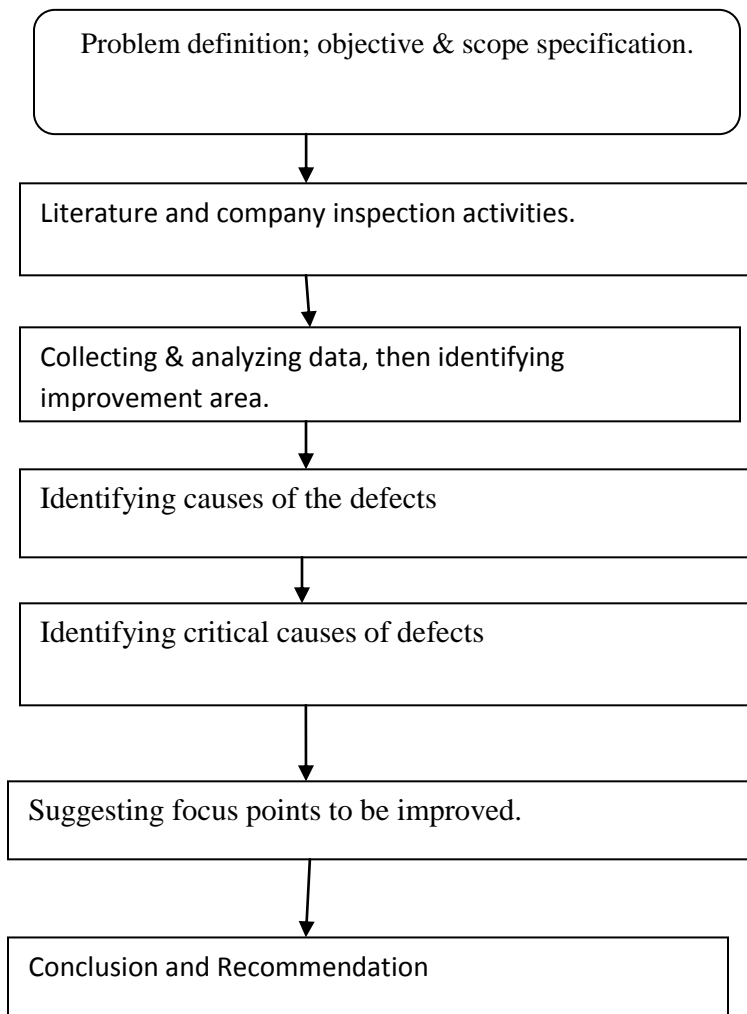 Problem definition; objective & scope specification.
Literature and company inspection activities.
Collecting & analyzing data, then identifying
improvement area.
Identifying causes of the defects
Identifying critical causes of defects
Suggesting focus points to be improved.
Conclusion and Recommendation